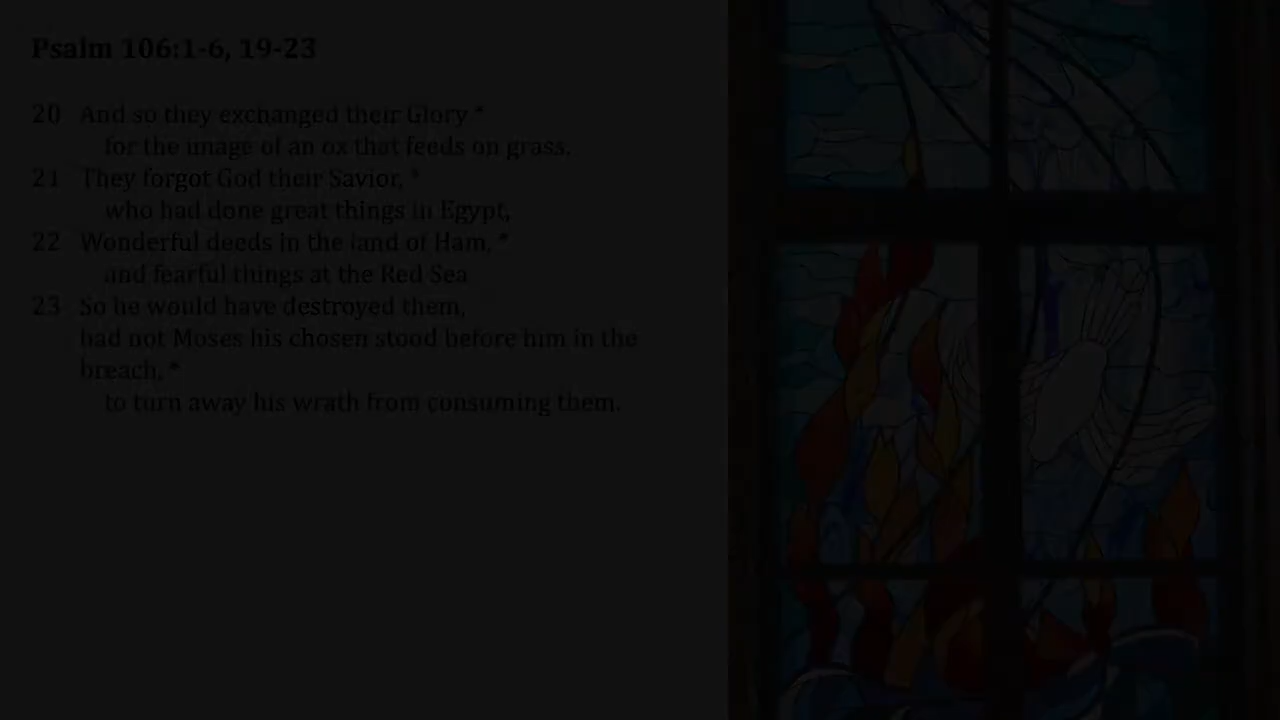 Psalm 106:1-6, 19-23
20 And so they exchanged their Glory *
for the image of an ox that feeds on grass.
21 They forgot God their Savior, *
who had done great things in Egypt,
22 Wonderful deeds in the land of Ham, *
and fearful things at the Red Sea
23 So he would have destroyed them,
had not Moses his chosen stood before him in the
breach, *
to turn away his wrath from consuming them.